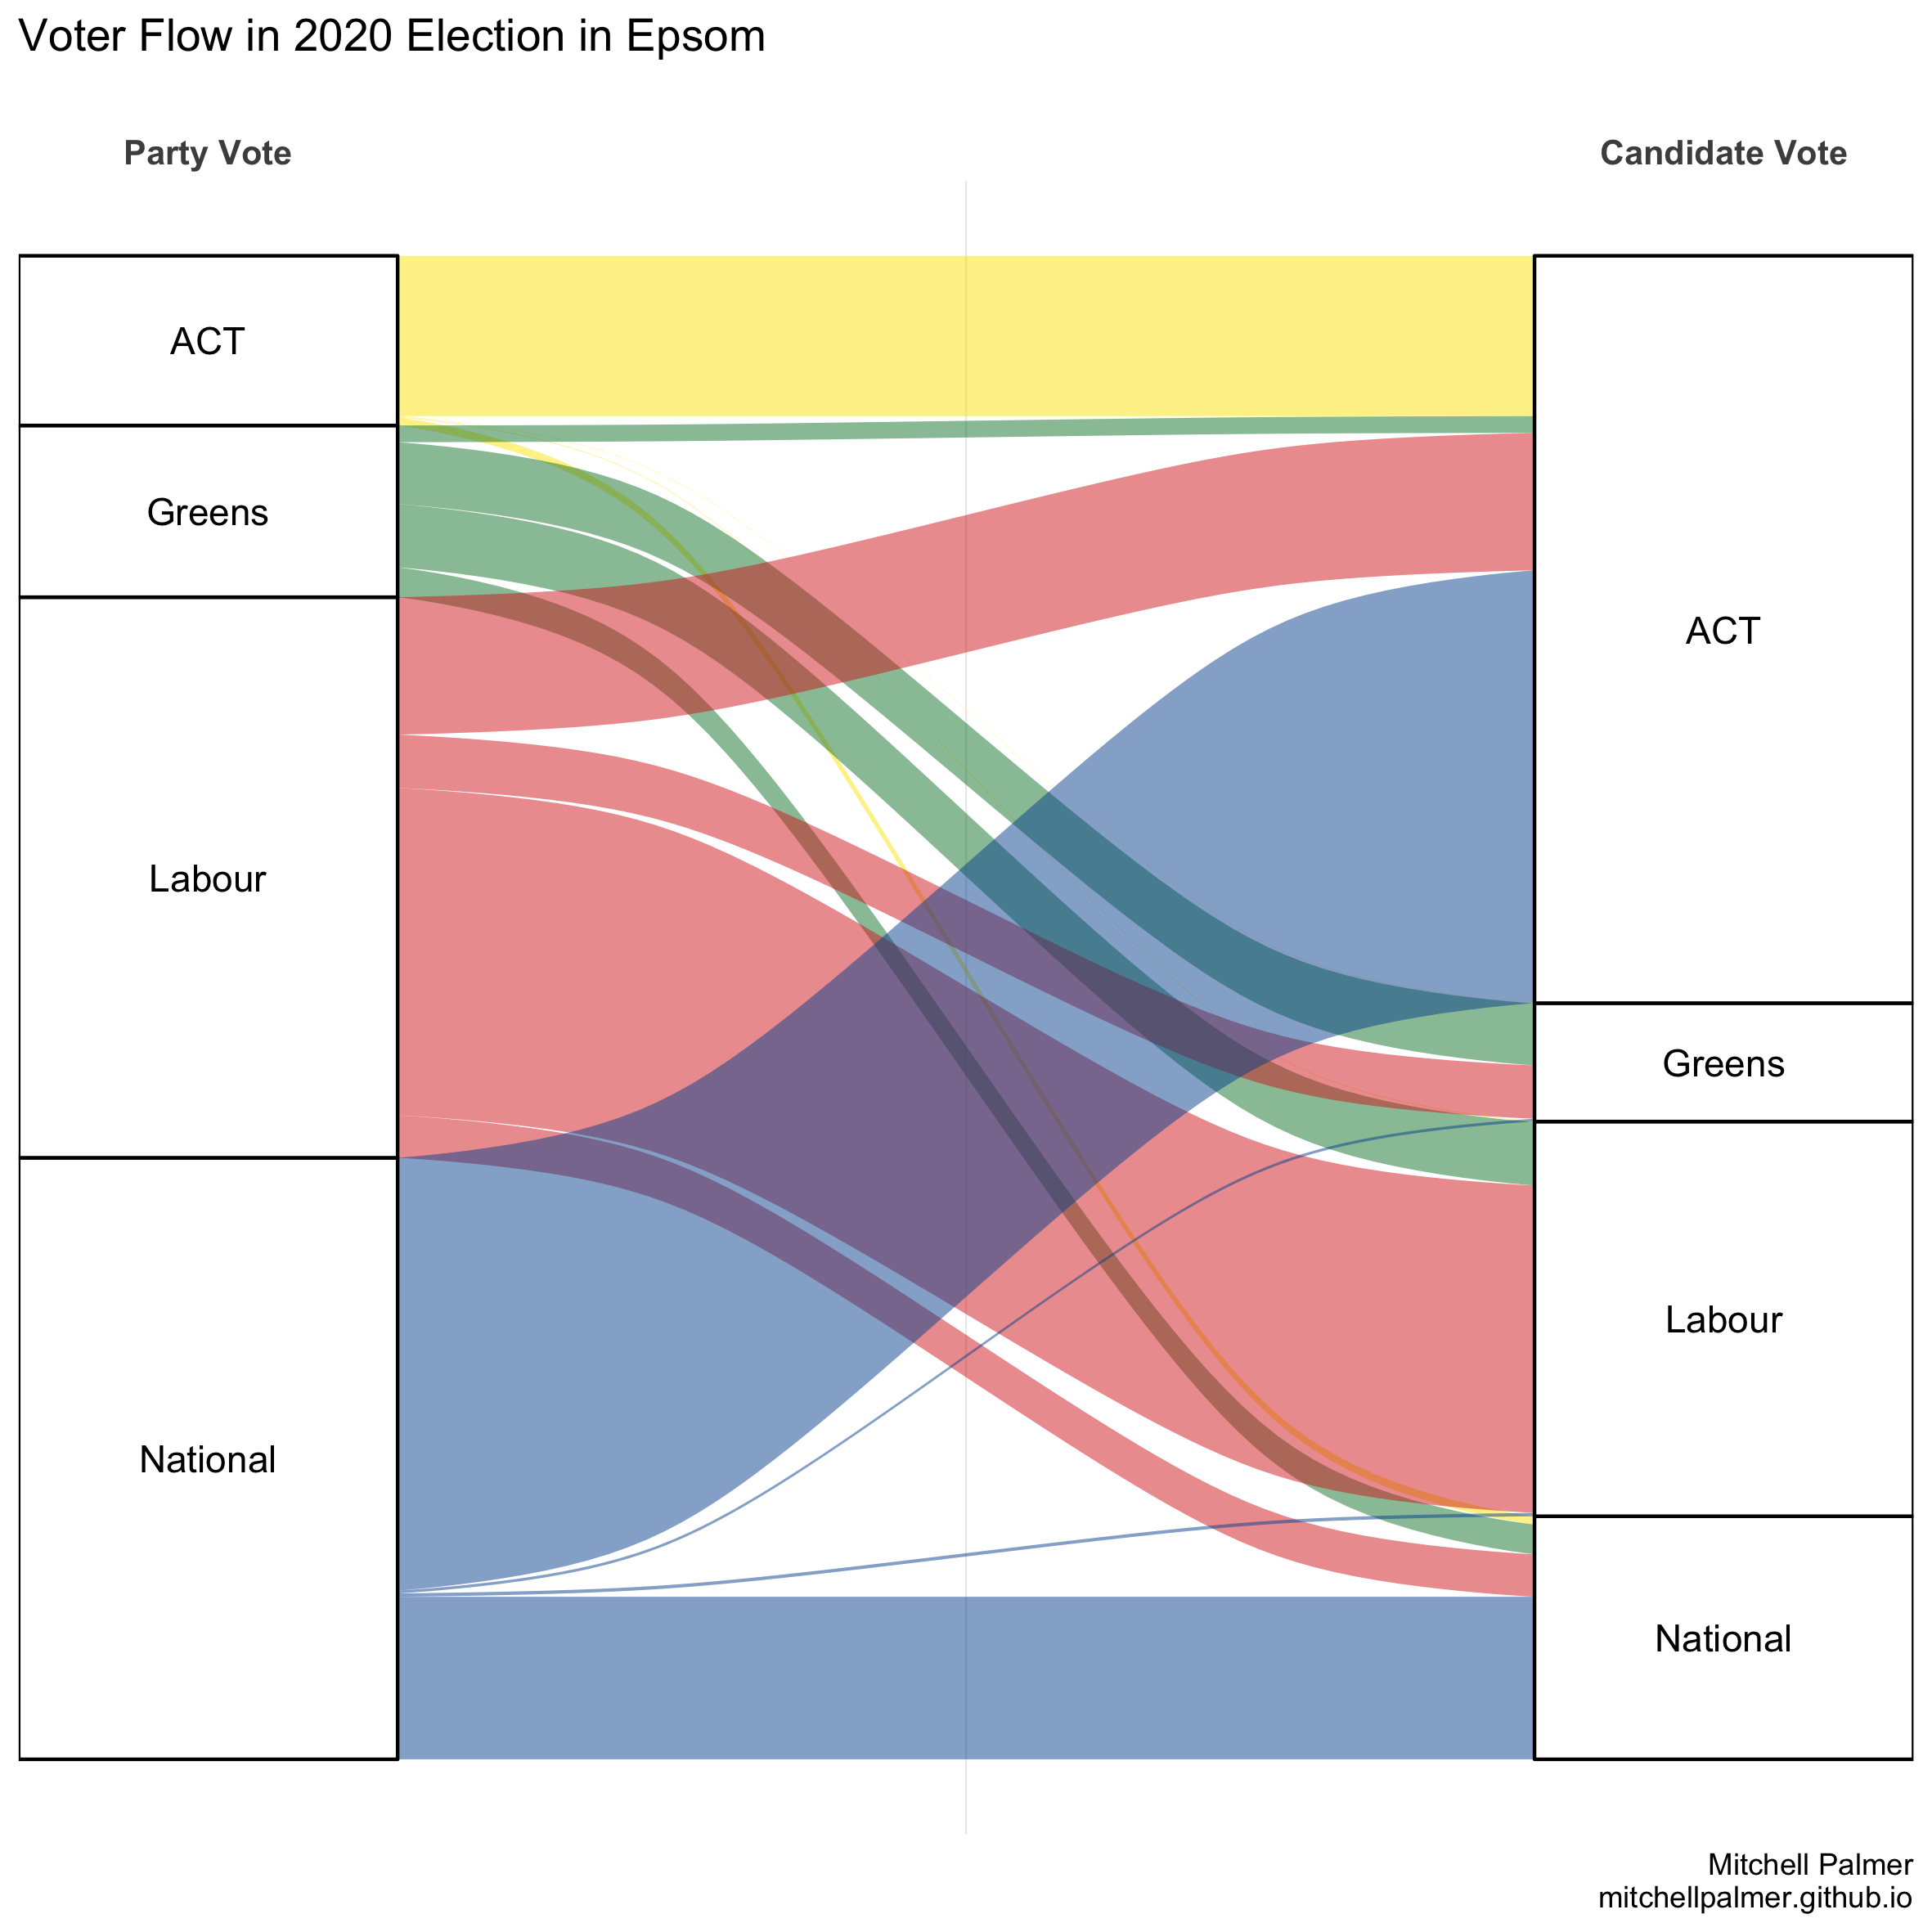 Voter Flow in 2020 Election in Epsom
Party Vote
Candidate Vote
ACT
Greens
Labour
National
ACT
Greens
Labour
National
Mitchell Palmer
mitchellpalmer.github.io